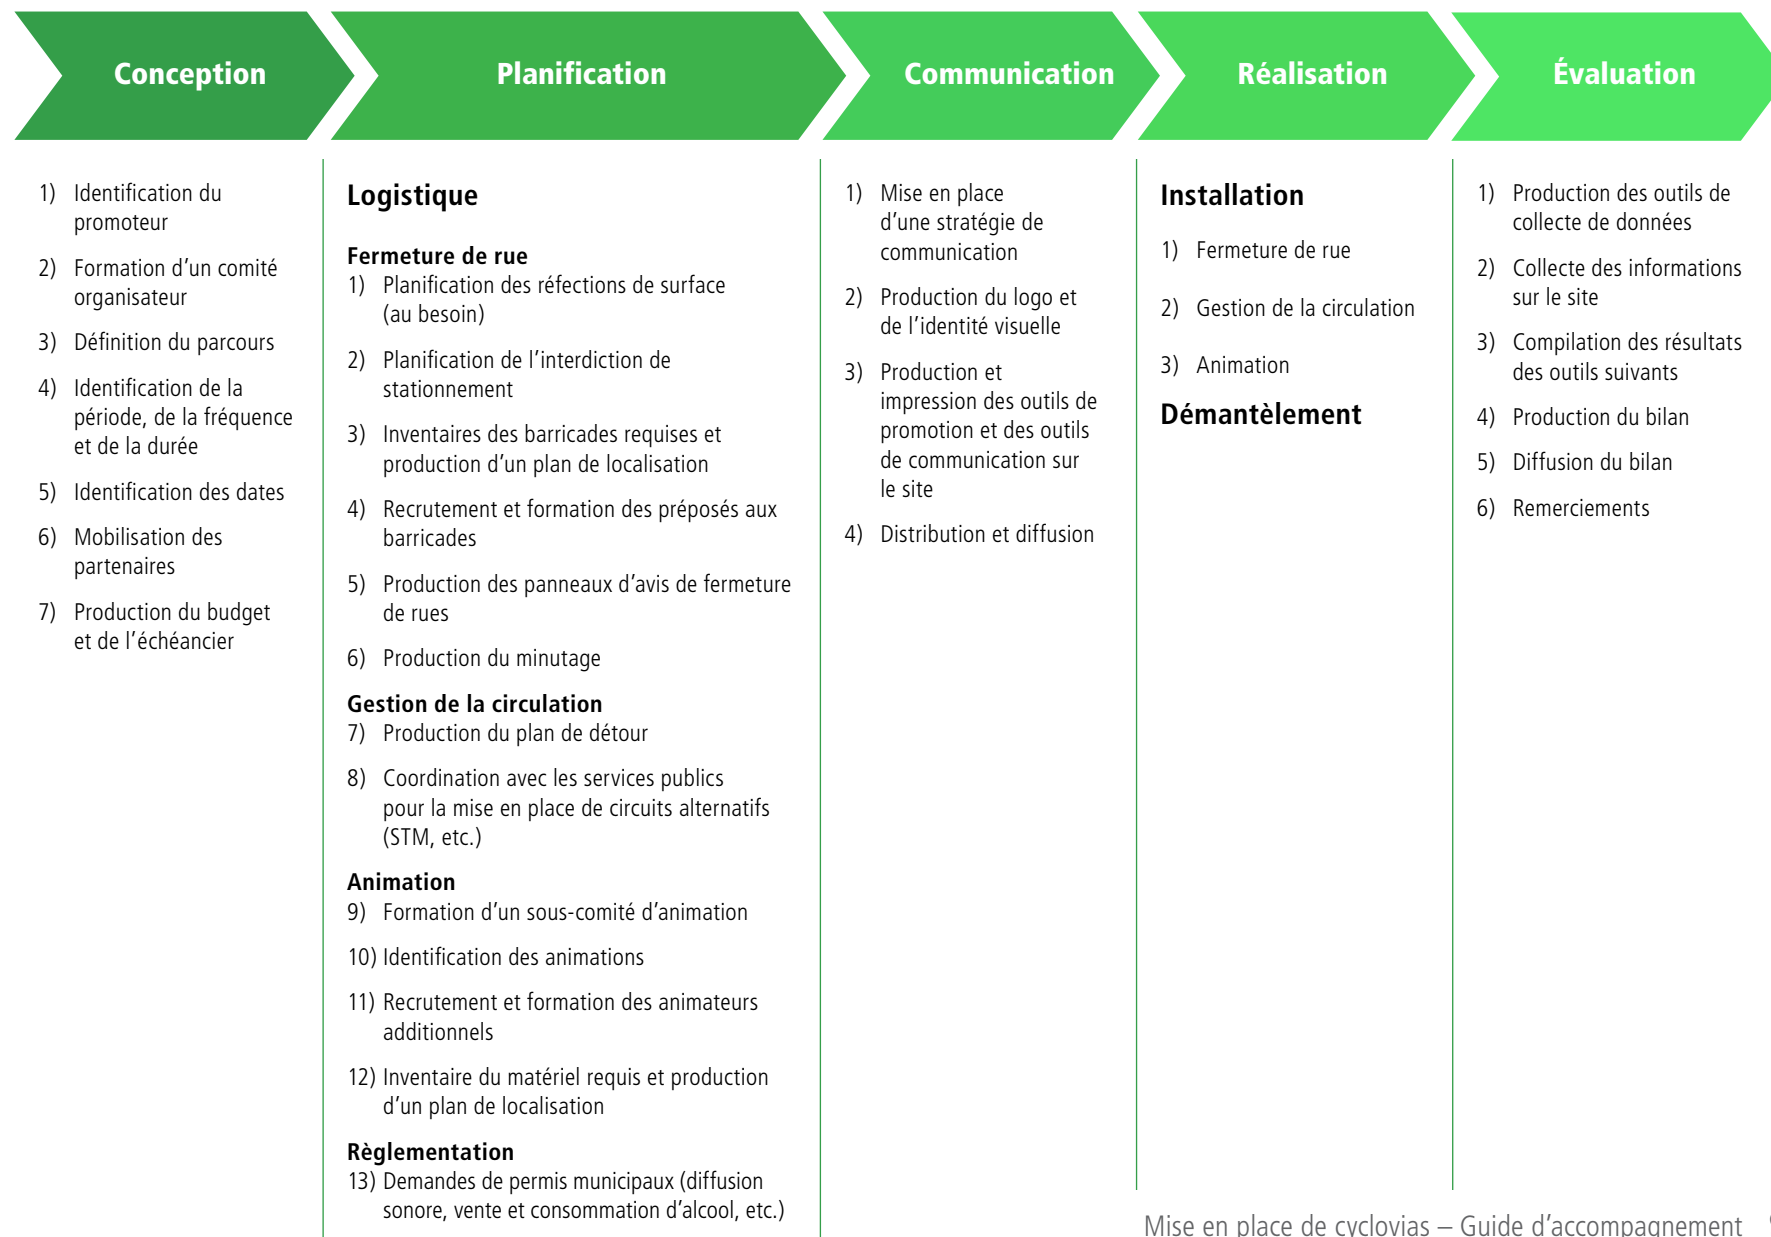 Conception
Planification
Communication
Réalisation
Évaluation
1) Identification du
promoteur
2) Formation d’un comité
organisateur
3) Définition du parcours
4) Identification de la
période, de la fréquence
et de la durée
5) Identification des dates
6) Mobilisation des
partenaires
7) Production du budget
et de l’échéancier
Logistique
Fermeture de rue
1) Planification des réfections de surface
(au besoin)
2) Planification de l’interdiction de
stationnement
3) Inventaires des barricades requises et
production d’un plan de localisation
4) Recrutement et formation des préposés aux
barricades
5) Production des panneaux d’avis de fermeture
de rues
6) Production du minutage
Gestion de la circulation
7) Production du plan de détour
8) Coordination avec les services publics
pour la mise en place de circuits alternatifs
(STM, etc.)
Animation
9) Formation d’un sous-comité d’animation
10) Identification des animations
11) Recrutement et formation des animateurs
additionnels
12) Inventaire du matériel requis et production
d’un plan de localisation
Règlementation
13) Demandes de permis municipaux (diffusion
sonore, vente et consommation d’alcool, etc.)
1) Mise en place
d’une stratégie de
communication
2) Production du logo et
de l’identité visuelle
3) Production et
impression des outils de
promotion et des outils
de communication sur
le site
4) Distribution et diffusion
Installation
1) Fermeture de rue
2) Gestion de la circulation
3) Animation
Démantèlement
1) Production des outils de
collecte de données
2) Collecte des informations
sur le site
3) Compilation des résultats
des outils suivants
4) Production du bilan
5) Diffusion du bilan
6) Remerciements
Mise en place de cyclovias – Guide d’accompagnement